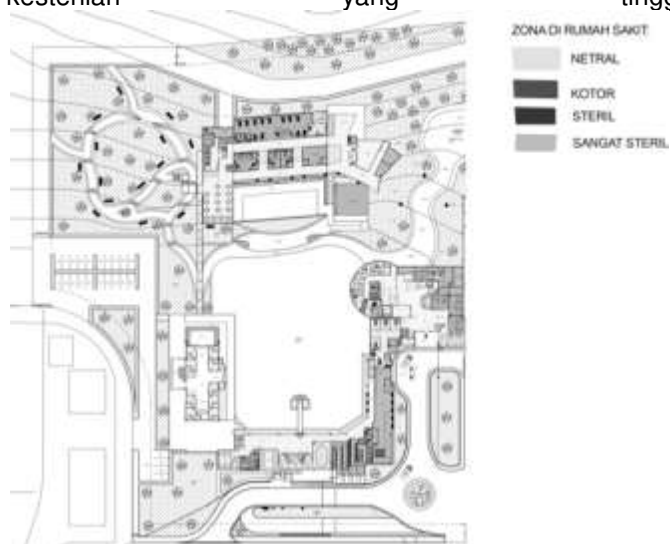 kesterilan yang tingg
ZONA DI RUMAH SAKIT
NETRAL
KOTOR
STERIL
SANGAT STERIL